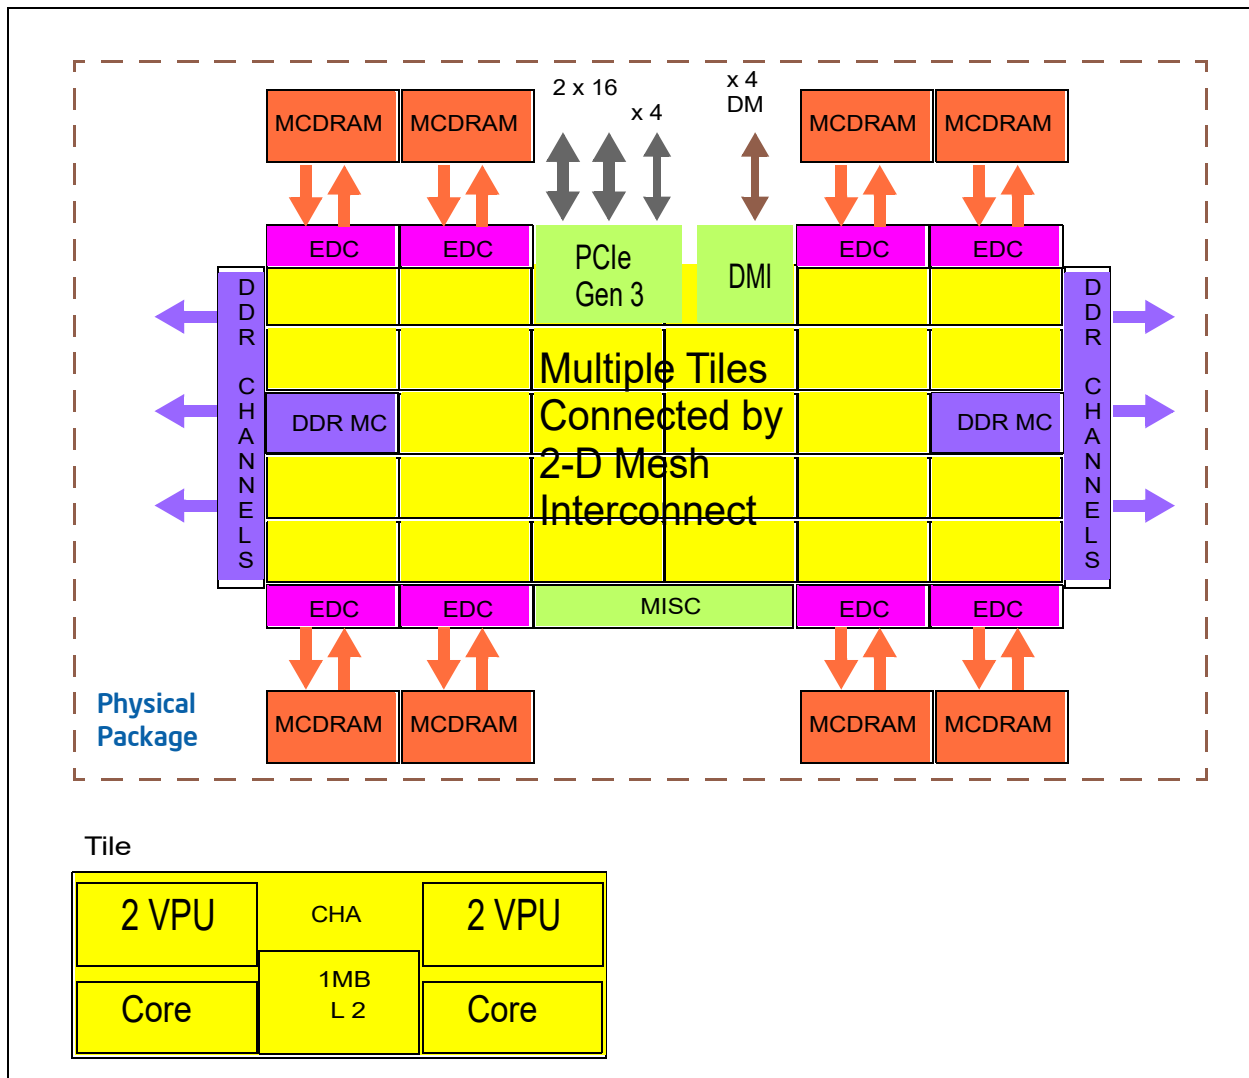 2 x 16
x 4
x 4
DM
MCDRAM
MCDRAM
MCDRAM
MCDRAM
EDC
EDC
PCIe
Gen 3
DMI
EDC
EDC
DDR CHANNELS
DDR CHANNELS
Multiple Tiles
Connected by
2-D Mesh
Interconnect
DDR MC
DDR MC
EDC
EDC
MISC
EDC
EDC
MCDRAM
MCDRAM
MCDRAM
MCDRAM
Physical
Package
Tile
2 VPU
CHA
2 VPU
1MB
L 2
Core
Core